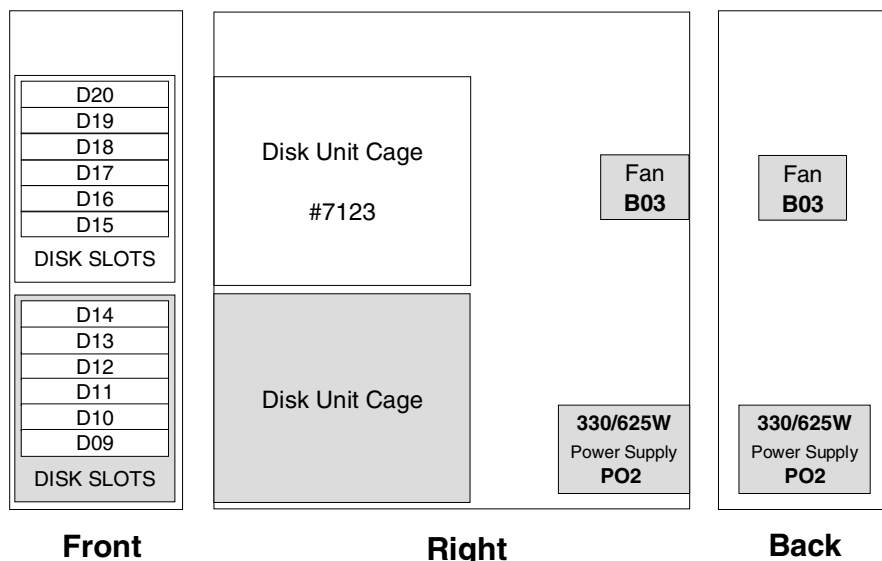 D20
D19
D18
D17
D16
D15
DISK SLOTS
D14
D13
D12
D11
D10
D09
DISK SLOTS
Front
Disk Unit Cage
#7123
Disk Unit Cage
Fan
B03
330/625W
Power Supply
PO2
Right
Fan
B03
330/625W
Power Supply
PO2
Back